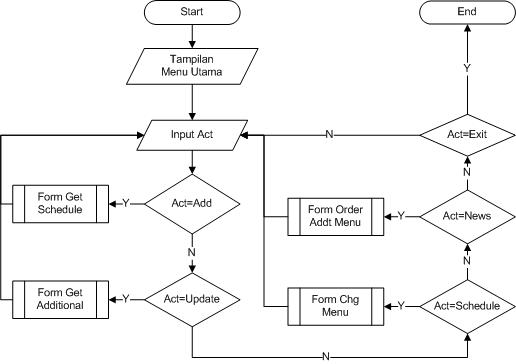 Start
End
Tampilan
Menu Utama
Y
Input Act
N
Act=Exit
N
Form Get
Schedule
Y
Act=Add
Form Order
Addt Menu
Y
Act=News
N
N
Form Get
Additional
Y
Act=Update
Form Chg
Menu
Y
Act=Schedule
N